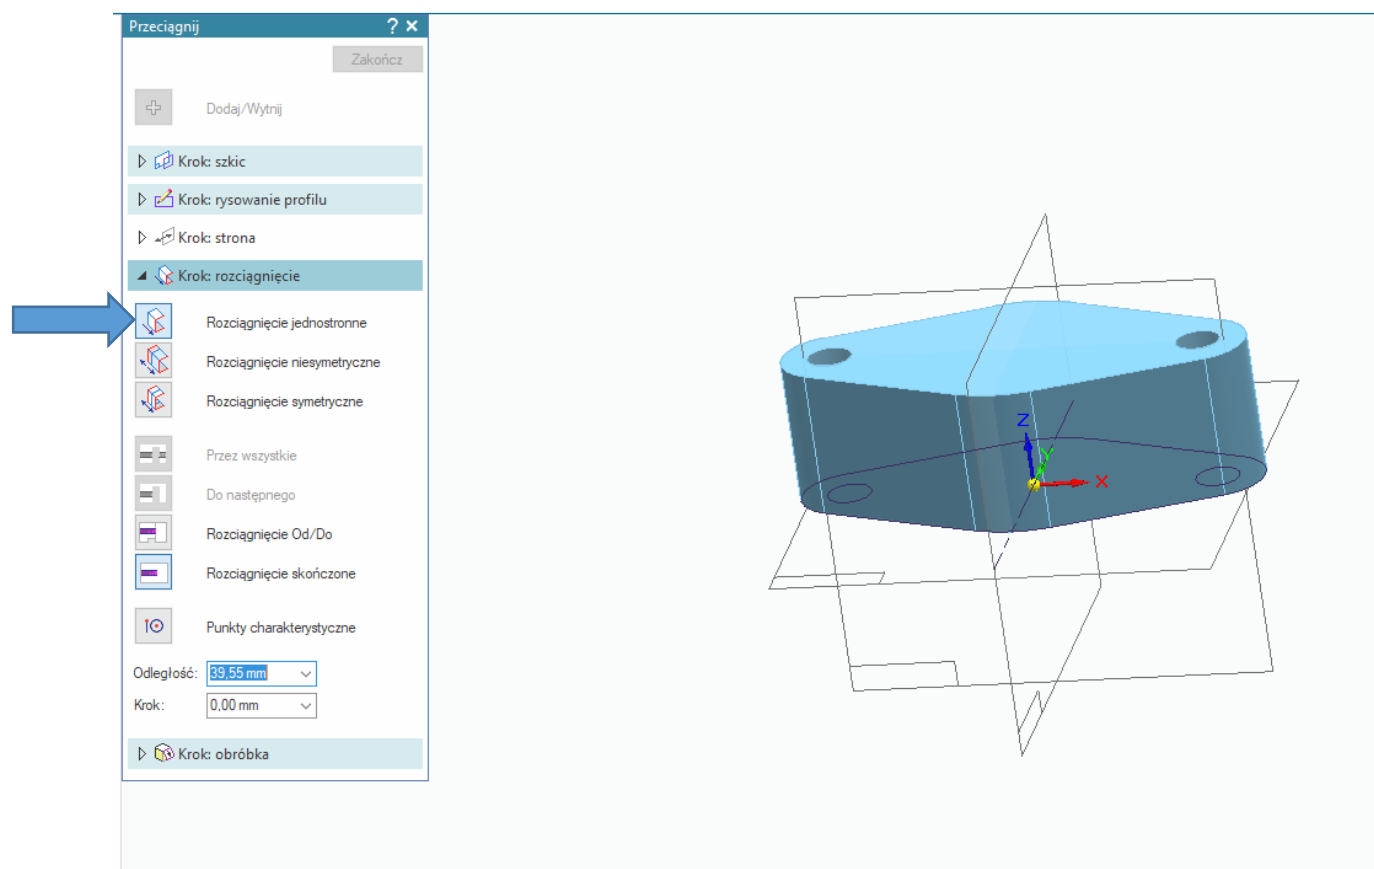 Przeciągnij
?
Zakończ
Dodaj/Wytnij
Krok: szkic
Krok: rysowanie profilu
Krok: strona
Krok: rozciągnięcie
Rozciągnięcie jednostronne
Rozciągnięcie niesymetryczne
Rozciągnięcie symetryczne
Przez wszystkie
Do następnego
Rozciągnięcie Od/Do
Rozciągnięcie skończone
Punkty charakterystyczne
Odległość: 39,55 mm
Krok: 0,00 mm
Krok: obróbka
Z
Y
X